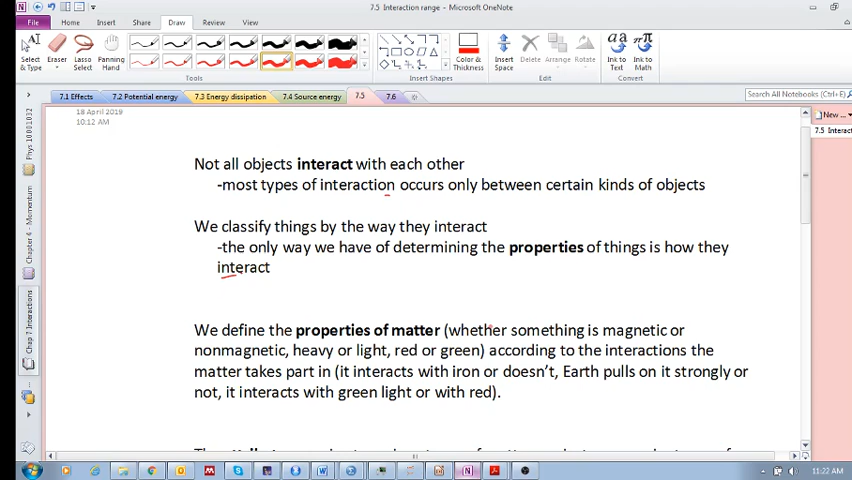 7.5 Interaction range - Microsoft OneNote
File Home Insert Share Draw Review View
Select & Type
Eraser
Lasso Select
Panning Hand
Color & Thickness
Insert Space
Delete
Arrange
Rotate
Ink to Text
Ink to Math
Tools
Insert Shapes
Edit
Convert
7.1 Effects 7.2 Potential energy 7.3 Energy dissipation 7.4 Source energy 7.5 7.6
Search All Notebooks (Ctrl+E)
New
7.5 Interact
Phys 10031032
Chapter 4 - Momentum
Chap 7 Interactions
18 April 2019
10:12 AM
Not all objects interact with each other
-most types of interaction occurs only between certain kinds of objects
We classify things by the way they interact
-the only way we have of determining the properties of things is how they
interact
We define the properties of matter (whether something is magnetic or
nonmagnetic, heavy or light, red or green) according to the interactions the
matter takes part in (it interacts with iron or doesn't, Earth pulls on it strongly or
not, it interacts with green light or with red).
11:22 AM